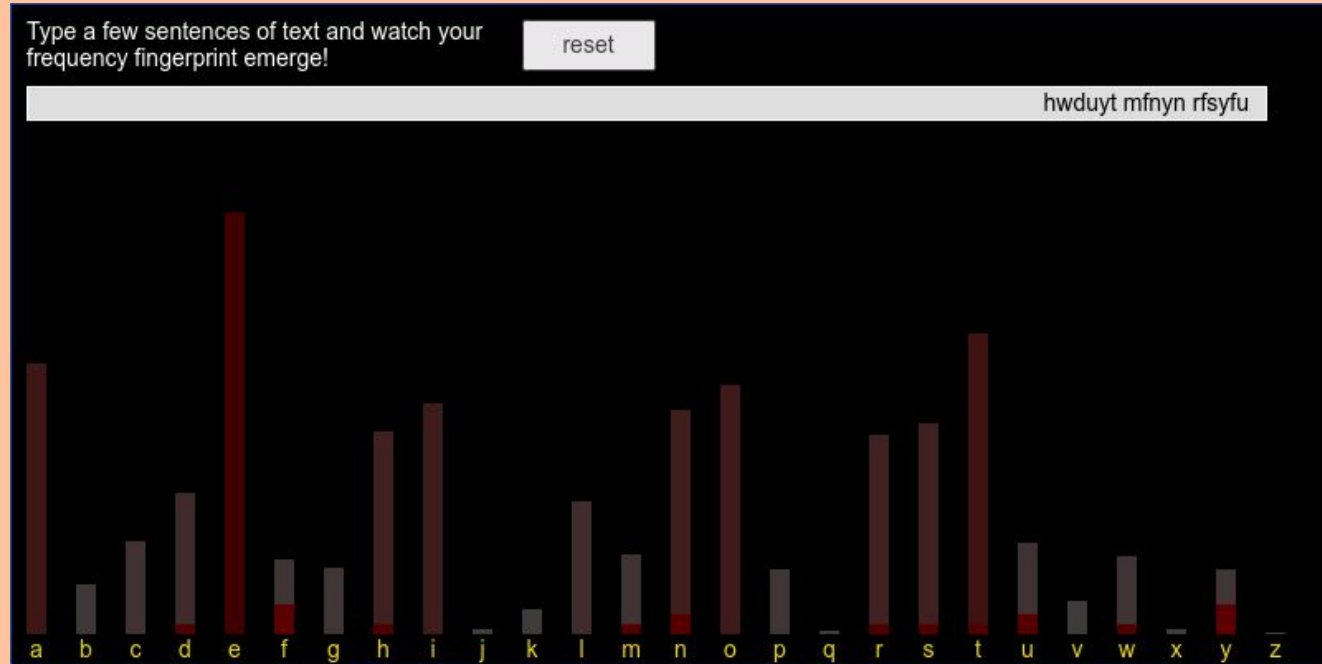 Type a few sentences of text and watch your
frequency fingerprint emerge!
reset
hwduyt mfnyn rfsyfu
a b c d e f g h i j k l m n o p q r s t u v w x y z